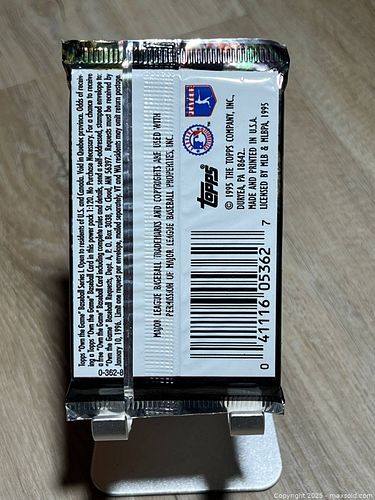 Topps "Own the Game" Baseball Series I. Open to residents of U.S. and Canada. Void in Quebec province. Odds of receiv-
ing a Topps "Own the Game" Baseball Card in this power pack 1:120. No Purchase Necessary. For a chance to receive
a free "Own the Game" Baseball Card including complete rules and details, send a self-addressed, stamped envelope to:
"Own the Game" Baseball Requests, Dept. A, P. O. Box 3038, St. Cloud, MN 56397. Requests must be received by
January 10, 1996. Limit one request per envelope, mailed separately. VT and WA residents may omit return postage.
0-362-8
MAJOR LEAGUE BASEBALL TRADEMARKS AND COPYRIGHTS ARE USED WITH
PERMISSION OF MAJOR LEAGUE BASEBALL PROPERTIES, INC.
Topps®
© 1995 THE TOPPS COMPANY, INC.,
DURYEA, PA 18642.
MADE AND PRINTED IN U.S.A.
LICENSED BY MLB & MLBPA 1995
0 41116 05362 7
Copyright 2025 - maxsold.com